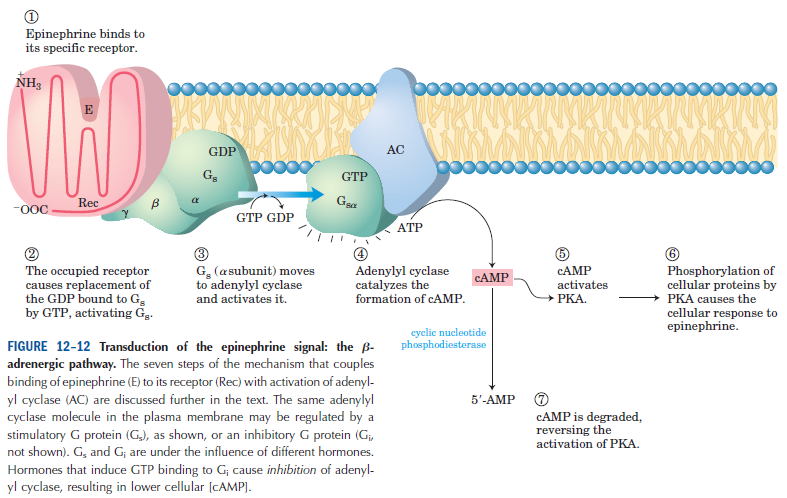 ①
Epinephrine binds to
its specific receptor.
+
NH3
E
GDP
Gs
AC
GTP
Gsα
Rec
-OOC
γ
β
α
GTP GDP
ATP
②
The occupied receptor
causes replacement of
the GDP bound to Gs
by GTP, activating Gs.
③
Gs (α subunit) moves
to adenylyl cyclase
and activates it.
④
Adenylyl cyclase
catalyzes the
formation of cAMP.
cAMP
⑤
cAMP
activates
PKA.
⑥
Phosphorylation of
cellular proteins by
PKA causes the
cellular response to
epinephrine.
cyclic nucleotide
phosphodiesterase
5′-AMP
⑦
cAMP is degraded,
reversing the
activation of PKA.
FIGURE 12-12 Transduction of the epinephrine signal: the β-
adrenergic pathway. The seven steps of the mechanism that couples
binding of epinephrine (E) to its receptor (Rec) with activation of adenyl-
yl cyclase (AC) are discussed further in the text. The same adenylyl
cyclase molecule in the plasma membrane may be regulated by a
stimulatory G protein (Gs), as shown, or an inhibitory G protein (Gi,
not shown). Gs and Gi are under the influence of different hormones.
Hormones that induce GTP binding to Gi cause inhibition of adenyl-
yl cyclase, resulting in lower cellular [cAMP].